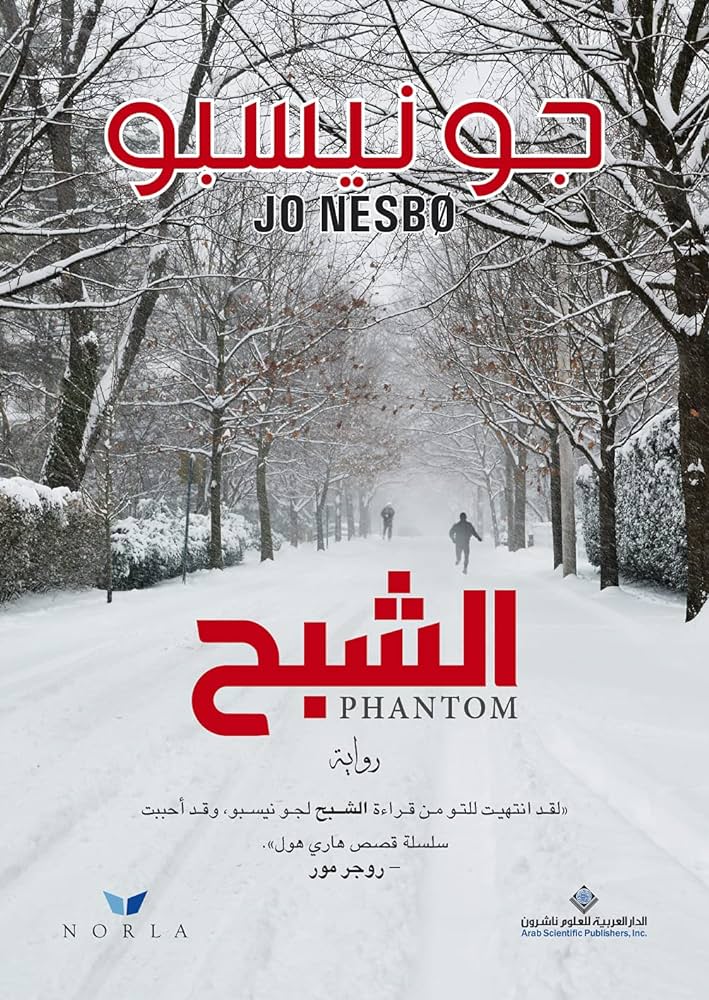 جو نيسبو
JO NESBØ
الشبح
PHANTOM
رواية
«لقد انتهيت للتو من قراءة الشبح لجو نيسبو، وقد أحببت
سلسلة قصص هاري هول».
– روجر مور
NORLA
الدار العربية للعلوم ناشرون
Arab Scientific Publishers, Inc.